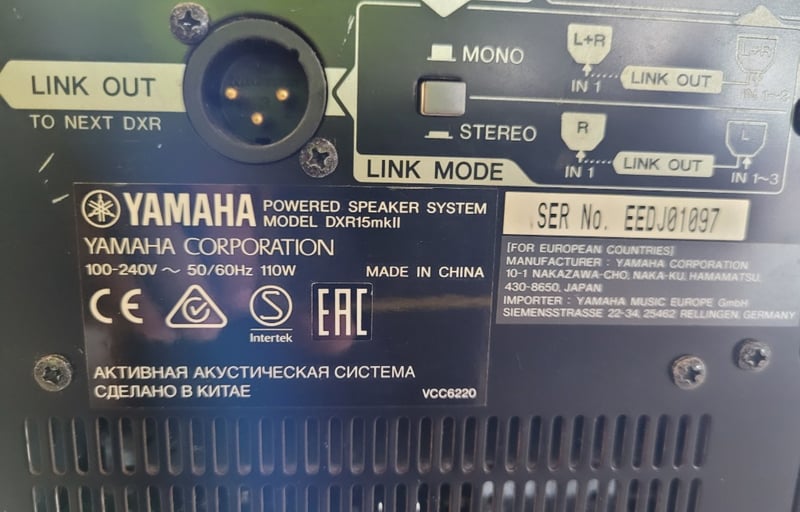 LINK OUT
TO NEXT DXR
MONO
L+R
LINK OUT
IN 1
L+R
IN 1~3
STEREO
R
LINK OUT
L
IN 1
IN 1~3
LINK MODE
YAMAHA POWERED SPEAKER SYSTEM
MODEL DXR15mkII
YAMAHA CORPORATION
100-240V ~ 50/60Hz 110W MADE IN CHINA
CE
S
Intertek
EAC
АКТИВНАЯ АКУСТИЧЕСКАЯ СИСТЕМА
СДЕЛАНО В КИТАЕ
VCC6220
SER No. EEDJ01097
[FOR EUROPEAN COUNTRIES]
MANUFACTURER : YAMAHA CORPORATION
10-1 NAKAZAWA-CHO, NAKA-KU, HAMAMATSU,
430-8650, JAPAN
IMPORTER : YAMAHA MUSIC EUROPE GmbH
SIEMENSSTRASSE 22-34, 25462 RELLINGEN, GERMANY